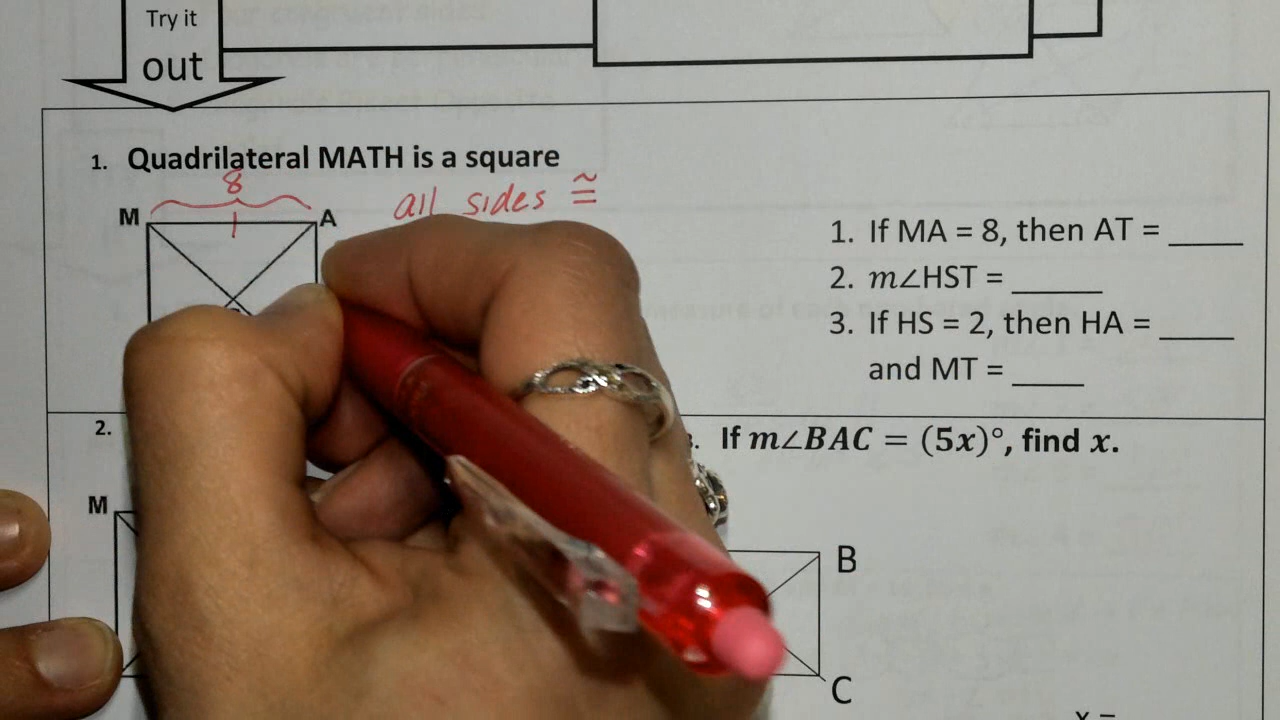 Try it
out
1. Quadrilateral MATH is a square
8
all sides ≅
M
A
1. If MA = 8, then AT = _____
2. m∠HST = ______
3. If HS = 2, then HA = _____
and MT = _____
2.
. If m∠BAC = (5x)°, find x.
M
B
C
x =